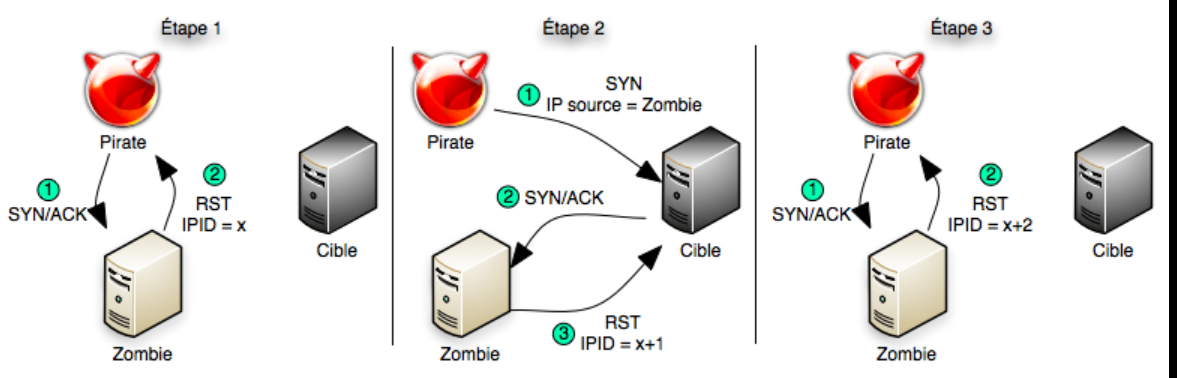 Étape 1
Pirate
1
SYN/ACK
2
RST
IPID = x
Cible
Zombie
Étape 2
Pirate
1
SYN
IP source = Zombie
2 SYN/ACK
Cible
3
RST
IPID = x+1
Zombie
Étape 3
Pirate
1
SYN/ACK
2
RST
IPID = x+2
Cible
Zombie